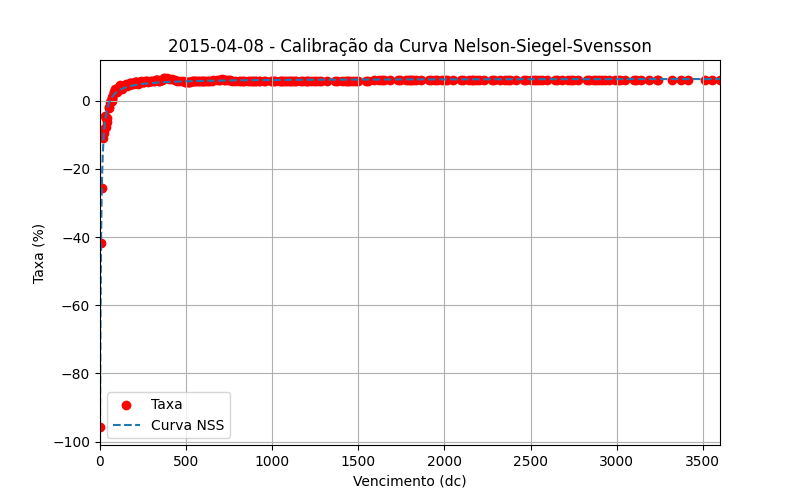 2015-04-08 - Calibração da Curva Nelson-Siegel-Svensson
Taxa (%)
0
−20
−40
−60
−80
−100
Taxa
Curva NSS
0 500 1000 1500 2000 2500 3000 3500
Vencimento (dc)